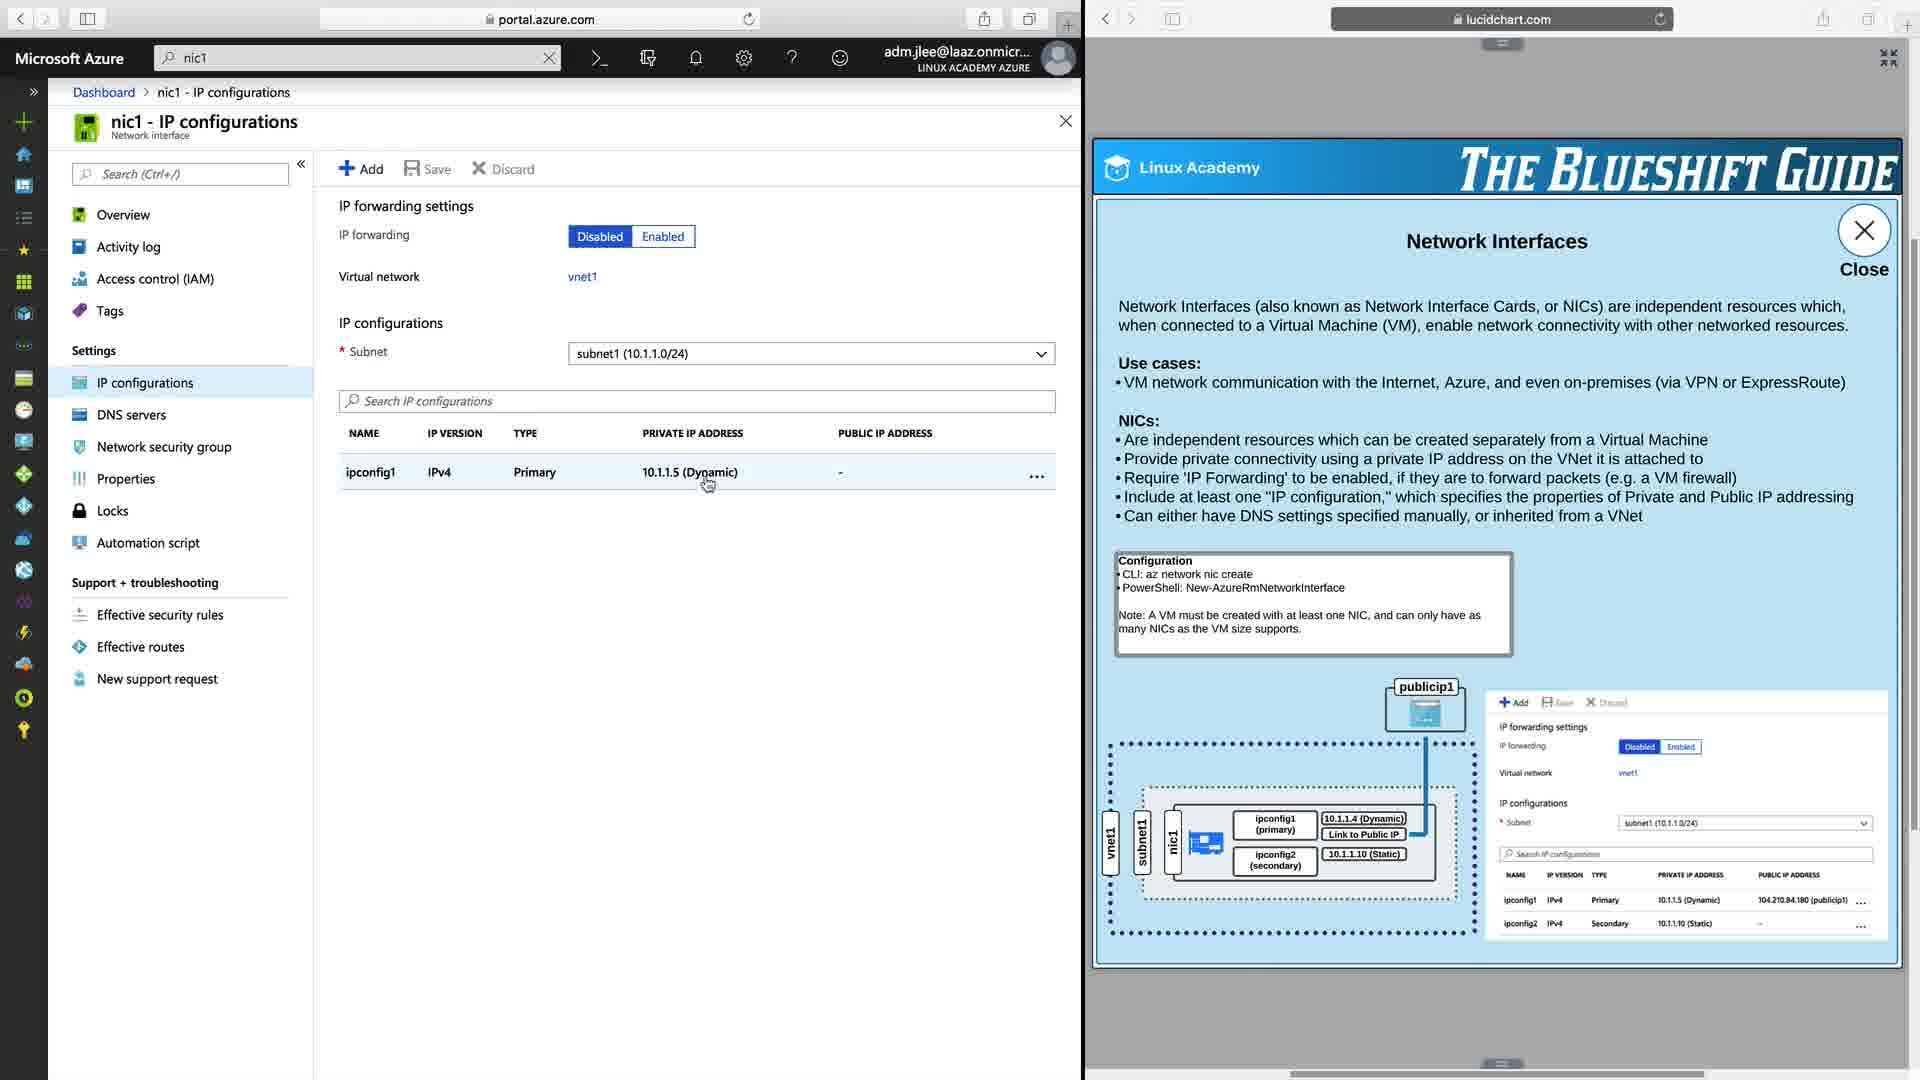 portal.azure.com
Microsoft Azure
nic1
adm.jlee@laaz.onmicr...
LINUX ACADEMY AZURE
Dashboard > nic1 - IP configurations
nic1 - IP configurations
Network interface
Search (Ctrl+/)
Overview
Activity log
Access control (IAM)
Tags
Settings
IP configurations
DNS servers
Network security group
Properties
Locks
Automation script
Support + troubleshooting
Effective security rules
Effective routes
New support request
Add Save Discard
IP forwarding settings
IP forwarding Disabled Enabled
Virtual network vnet1
IP configurations
* Subnet subnet1 (10.1.1.0/24)
Search IP configurations
NAME IP VERSION TYPE PRIVATE IP ADDRESS PUBLIC IP ADDRESS
ipconfig1 IPv4 Primary 10.1.1.5 (Dynamic) - ...
lucidchart.com
Linux Academy
THE BLUESHIFT GUIDE
Network Interfaces
Close
Network Interfaces (also known as Network Interface Cards, or NICs) are independent resources which,
when connected to a Virtual Machine (VM), enable network connectivity with other networked resources.
Use cases:
• VM network communication with the Internet, Azure, and even on-premises (via VPN or ExpressRoute)
NICs:
• Are independent resources which can be created separately from a Virtual Machine
• Provide private connectivity using a private IP address on the VNet it is attached to
• Require 'IP Forwarding' to be enabled, if they are to forward packets (e.g. a VM firewall)
• Include at least one "IP configuration," which specifies the properties of Private and Public IP addressing
• Can either have DNS settings specified manually, or inherited from a VNet
Configuration
• CLI: az network nic create
• PowerShell: New-AzureRmNetworkInterface
Note: A VM must be created with at least one NIC, and can only have as
many NICs as the VM size supports.
publicip1
vnet1
subnet1
nic1
ipconfig1
(primary)
10.1.1.4 (Dynamic)
Link to Public IP
ipconfig2
(secondary)
10.1.1.10 (Static)
Add Save Discard
IP forwarding settings
IP forwarding Disabled Enabled
Virtual network vnet1
IP configurations
* Subnet subnet1 (10.1.1.0/24)
Search IP configurations
NAME IP VERSION TYPE PRIVATE IP ADDRESS PUBLIC IP ADDRESS
ipconfig1 IPv4 Primary 10.1.1.5 (Dynamic) 104.210.84.180 (publicip1) ...
ipconfig2 IPv4 Secondary 10.1.1.10 (Static) - ...